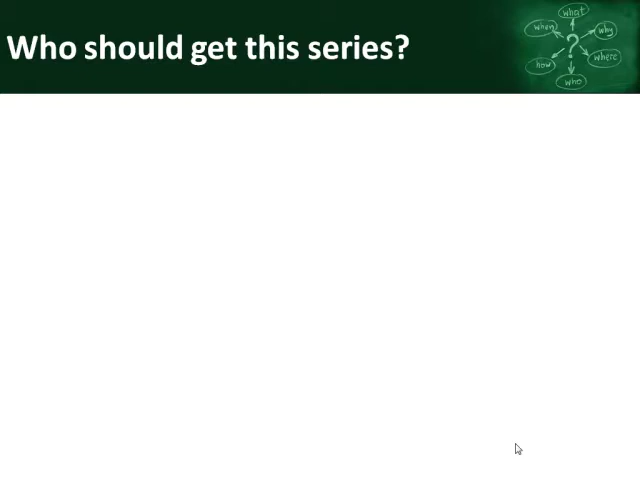 Who should get this series?
what
when
why
?
how
where
who